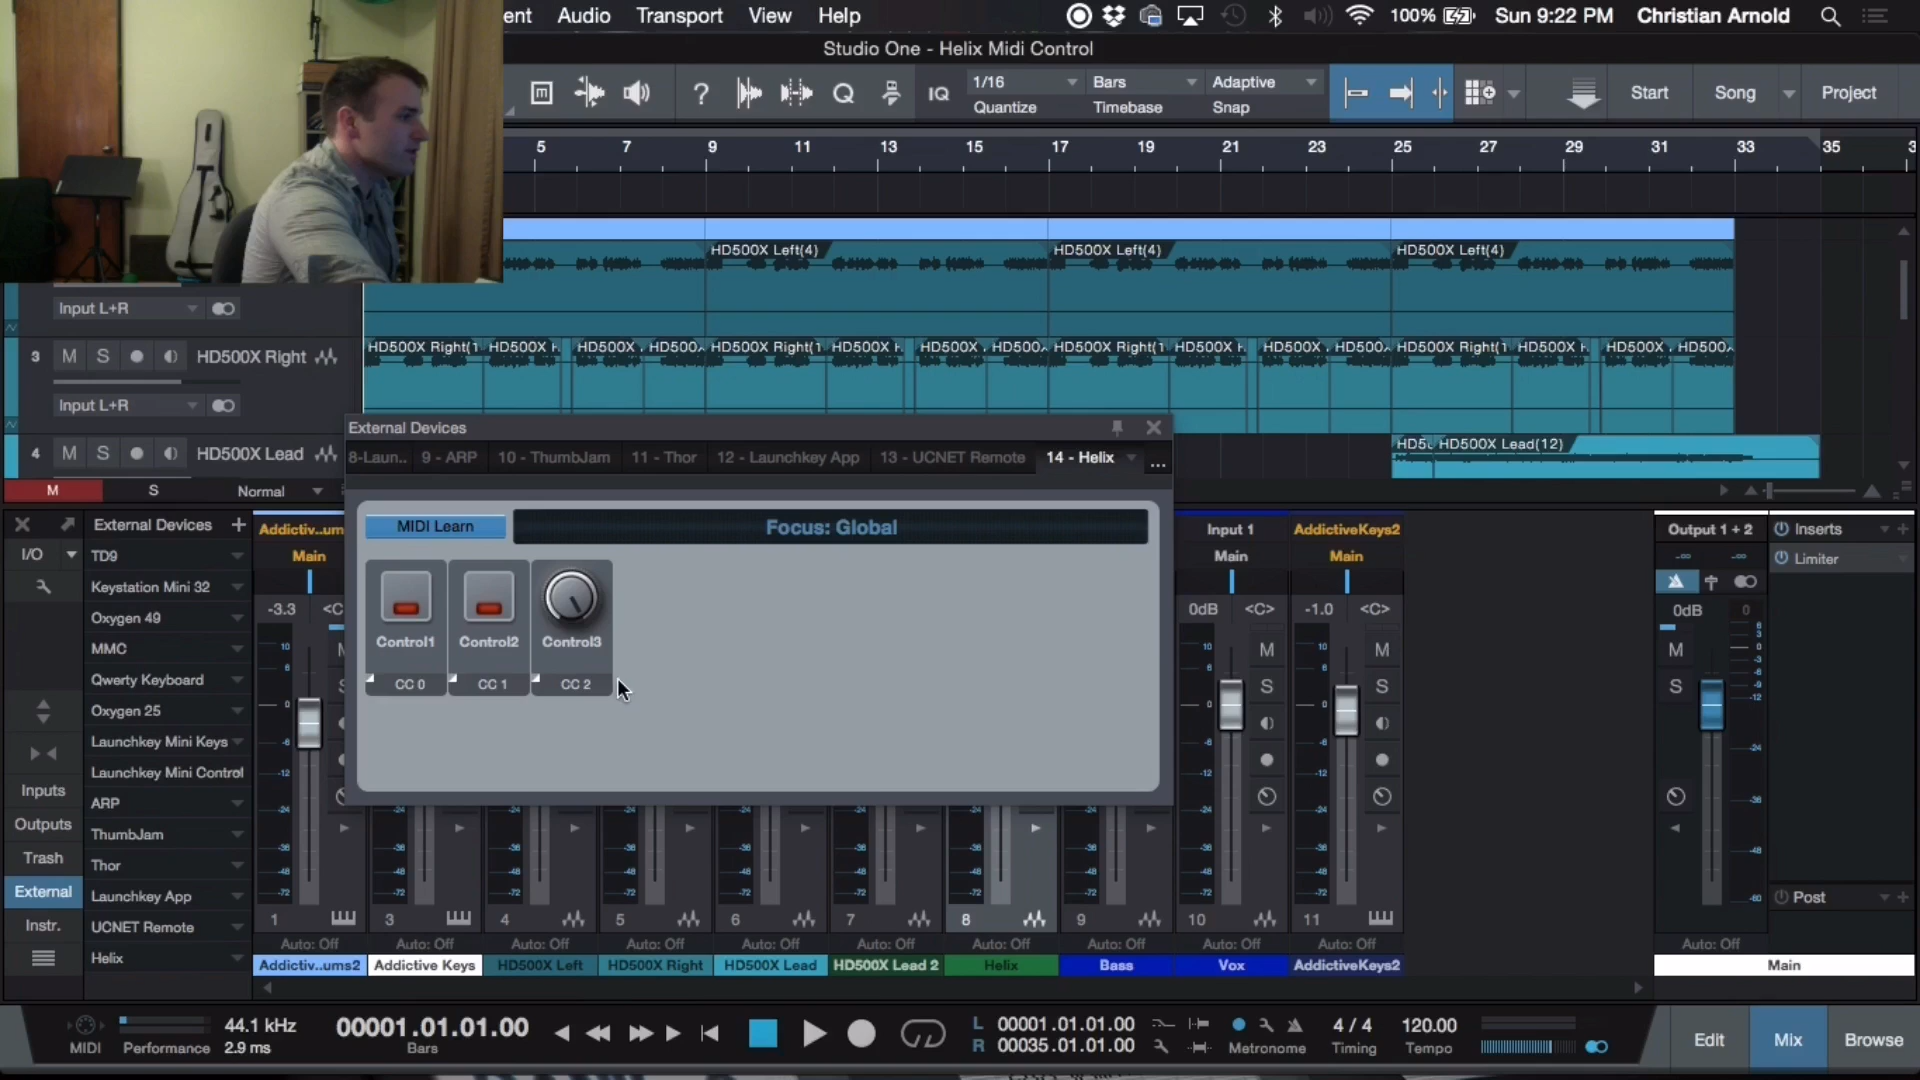 ent Audio Transport View Help 100% Sun 9:22 PM Christian Arnold
Studio One - Helix Midi Control
? Q IQ 1/16 Bars Adaptive Start Song Project
Quantize Timebase Snap
5 7 9 11 13 15 17 19 21 23 25 27 29 31 33 35 3
HD500X Left(4) HD500X Left(4) HD500X Left(4)
Input L+R
3 M S HD500X Right HD500X Right(1 HD500X R. HD500X . HD500. HD500X Right(1 HD500X R. HD500X . HD500. HD500X Right(1 HD500X R. HD500X . HD500. HD500X Right(1 HD500X R. HD500X . HD500.
Input L+R
External Devices
4 M S HD500X Lead HD5( HD500X Lead(12)
8-Laun.. 9 - ARP 10 - ThumbJam 11 - Thor 12 - Launchkey App 13 - UCNET Remote 14 - Helix ...
M S Normal
External Devices + Addictiv..um MIDI Learn Focus: Global Input 1 AddictiveKeys2 Output 1 + 2 Inserts
I/O TD9 Main Main Main Limiter
Keystation Mini 32
-3.3 <C 0dB <C> -1.0 <C> 0dB 0
Oxygen 49
MMC Control1 Control2 Control3 M M M
Qwerty Keyboard CC 0 CC 1 CC 2 S S S
Oxygen 25
Launchkey Mini Keys
Launchkey Mini Control
Inputs
ARP
Outputs
ThumbJam
Trash
Thor
External
Launchkey App Post
Instr. UCNET Remote 1 3 4 5 6 7 8 9 10 11
Auto: Off Auto: Off Auto: Off Auto: Off Auto: Off Auto: Off Auto: Off Auto: Off Auto: Off Auto: Off Auto: Off
Helix Addictiv..ums2 Addictive Keys HD500X Left HD500X Right HD500X Lead HD500X Lead 2 Helix Bass Vox AddictiveKeys2 Main
44.1 kHz 00001.01.01.00 L 00001.01.01.00 4 / 4 120.00
MIDI Performance 2.9 ms Bars R 00035.01.01.00 Metronome Timing Tempo Edit Mix Browse